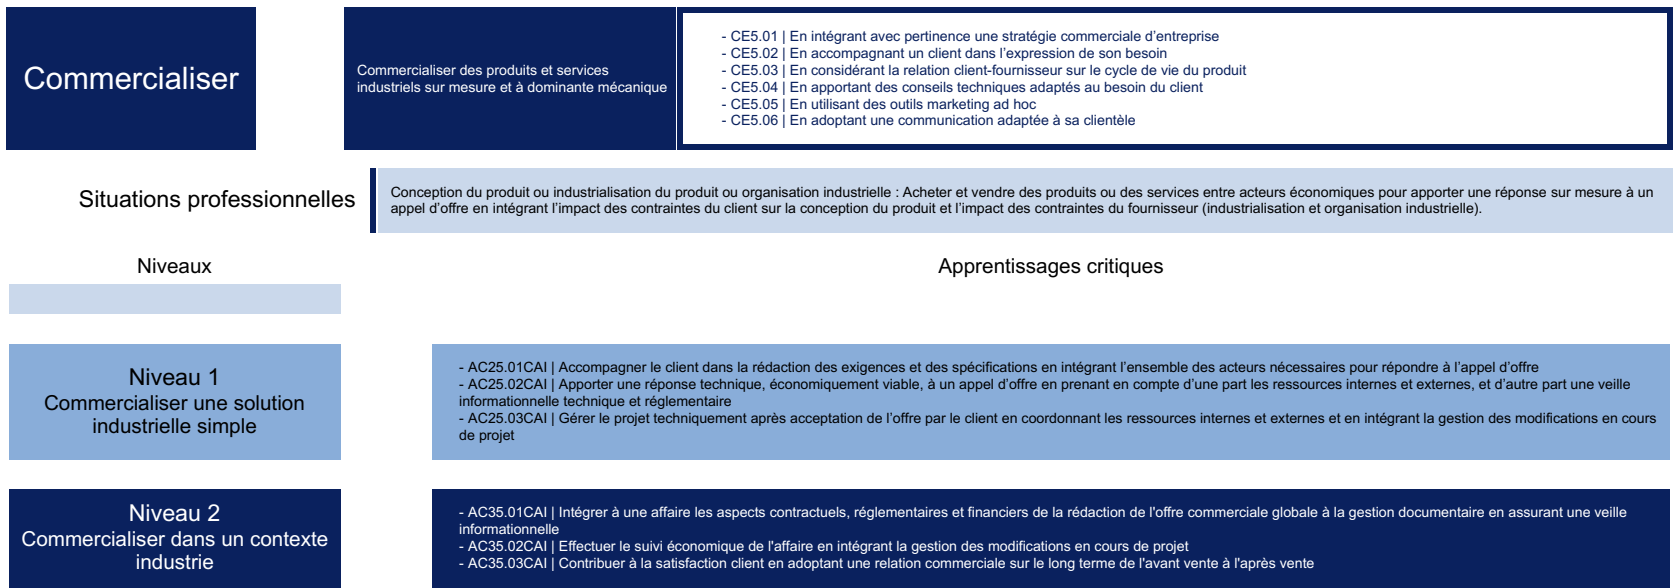 Commercialiser
Commercialiser des produits et services
industriels sur mesure et à dominante mécanique
- CE5.01 | En intégrant avec pertinence une stratégie commerciale d’entreprise
- CE5.02 | En accompagnant un client dans l’expression de son besoin
- CE5.03 | En considérant la relation client-fournisseur sur le cycle de vie du produit
- CE5.04 | En apportant des conseils techniques adaptés au besoin du client
- CE5.05 | En utilisant des outils marketing ad hoc
- CE5.06 | En adoptant une communication adaptée à sa clientèle
Situations professionnelles
Conception du produit ou industrialisation du produit ou organisation industrielle : Acheter et vendre des produits ou des services entre acteurs économiques pour apporter une réponse sur mesure à un
appel d’offre en intégrant l’impact des contraintes du client sur la conception du produit et l’impact des contraintes du fournisseur (industrialisation et organisation industrielle).
Niveaux
Apprentissages critiques
Niveau 1
Commercialiser une solution
industrielle simple
- AC25.01CAI | Accompagner le client dans la rédaction des exigences et des spécifications en intégrant l’ensemble des acteurs nécessaires pour répondre à l’appel d’offre
- AC25.02CAI | Apporter une réponse technique, économiquement viable, à un appel d’offre en prenant en compte d’une part les ressources internes et externes, et d’autre part une veille
informationnelle technique et réglementaire
- AC25.03CAI | Gérer le projet techniquement après acceptation de l’offre par le client en coordonnant les ressources internes et externes et en intégrant la gestion des modifications en cours
de projet
Niveau 2
Commercialiser dans un contexte
industrie
- AC35.01CAI | Intégrer à une affaire les aspects contractuels, réglementaires et financiers de la rédaction de l'offre commerciale globale à la gestion documentaire en assurant une veille
informationnelle
- AC35.02CAI | Effectuer le suivi économique de l'affaire en intégrant la gestion des modifications en cours de projet
- AC35.03CAI | Contribuer à la satisfaction client en adoptant une relation commerciale sur le long terme de l'avant vente à l'après vente